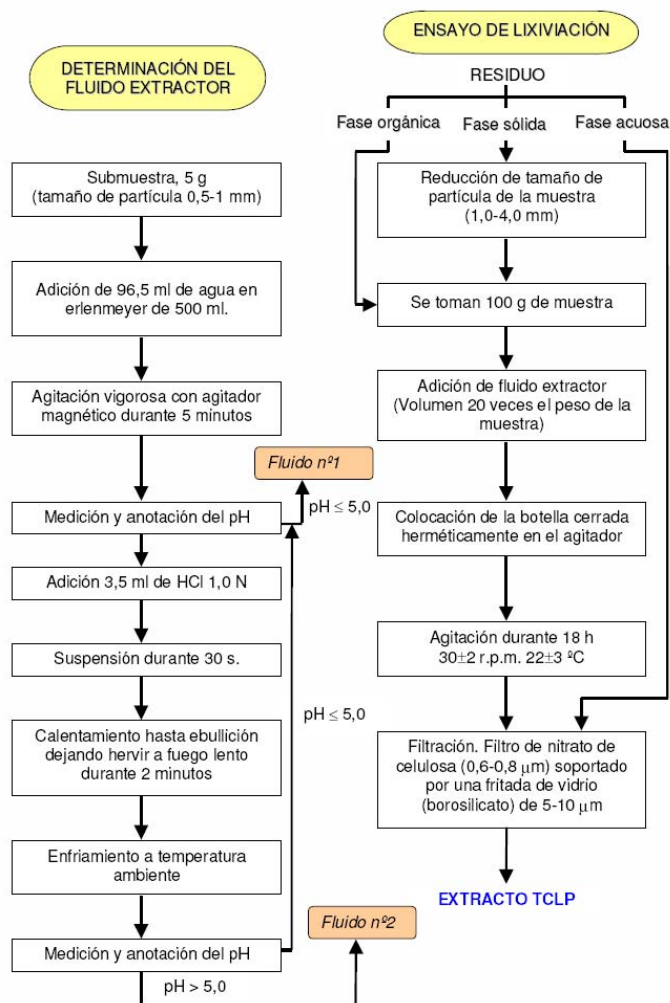 DETERMINACIÓN DEL
FLUIDO EXTRACTOR
Submuestra, 5 g
(tamaño de partícula 0,5-1 mm)
Adición de 96,5 ml de agua en
erlenmeyer de 500 ml.
Agitación vigorosa con agitador
magnético durante 5 minutos
Medición y anotación del pH
pH ≤ 5,0
Fluido nº1
Adición 3,5 ml de HCl 1,0 N
Suspensión durante 30 s.
Calentamiento hasta ebullición
dejando hervir a fuego lento
durante 2 minutos
Enfriamiento a temperatura
ambiente
Medición y anotación del pH
pH ≤ 5,0
pH > 5,0
Fluido nº2
ENSAYO DE LIXIVIACIÓN
RESIDUO
Fase orgánica
Fase sólida
Fase acuosa
Reducción de tamaño de
partícula de la muestra
(1,0-4,0 mm)
Se toman 100 g de muestra
Adición de fluido extractor
(Volumen 20 veces el peso de la
muestra)
Colocación de la botella cerrada
herméticamente en el agitador
Agitación durante 18 h
30±2 r.p.m. 22±3 ºC
Filtración. Filtro de nitrato de
celulosa (0,6-0,8 μm) soportado
por una fritada de vidrio
(borosilicato) de 5-10 μm
EXTRACTO TCLP